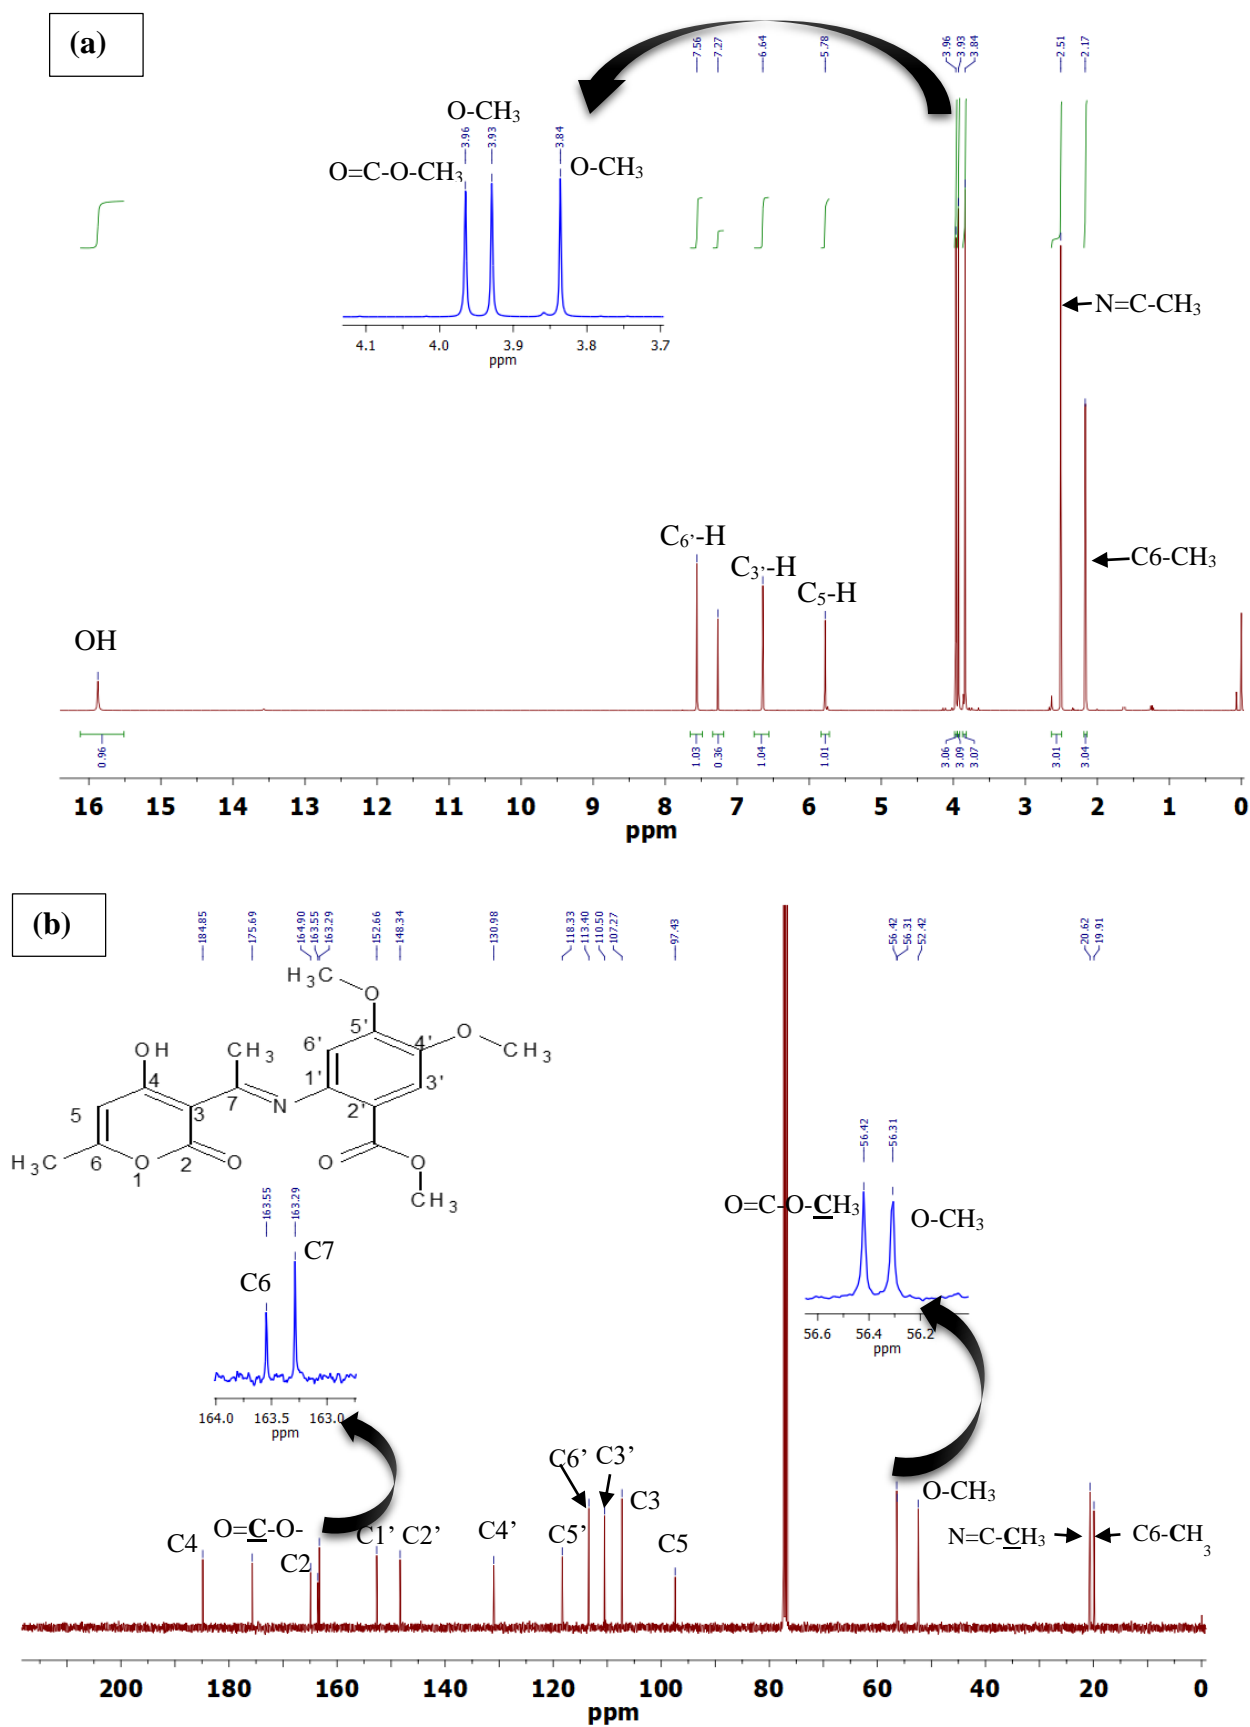 (a)
7.56 7.27 6.64 5.78 3.96 3.93 3.84 2.51 2.17
O-CH3
3.96 3.93 3.84
O=C-O-CH3 O-CH3
4.1 4.0 3.9 3.8 3.7
ppm
N=C-CH3
C6'-H
C3'-H
C5-H
C6-CH3
OH
0.96 1.03 0.36 1.04 1.01 3.06 3.09 3.07 3.01 3.04
16 15 14 13 12 11 10 9 8 7 6 5 4 3 2 1 0
ppm
(b)
184.85 175.69 164.90 163.55 163.29 152.66 148.34 130.98 118.33 113.40 110.50 107.27 97.43 56.42 56.31 52.42 20.62 19.91
H3C O
5' 4' O CH3
OH CH3 6'
4 1' 3'
5 3 7 N 2'
H3C 6 O 1 2 O O O
CH3
163.55 163.29
C7
C6
164.0 163.5 163.0
ppm
56.42 56.31
O=C-O-CH3 O-CH3
56.6 56.4 56.2
ppm
C6' C3'
C4 O=C-O- C2 C1' C2' C4' C5' C3 C5 O-CH3 N=C-CH3 C6-CH3
200 180 160 140 120 100 80 60 40 20 0
ppm